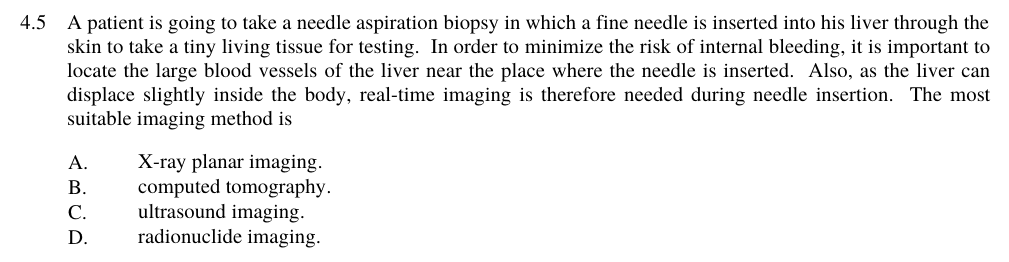 4.5 A patient is going to take a needle aspiration biopsy in which a fine needle is inserted into his liver through the
skin to take a tiny living tissue for testing. In order to minimize the risk of internal bleeding, it is important to
locate the large blood vessels of the liver near the place where the needle is inserted. Also, as the liver can
displace slightly inside the body, real-time imaging is therefore needed during needle insertion. The most
suitable imaging method is
A. X-ray planar imaging.
B. computed tomography.
C. ultrasound imaging.
D. radionuclide imaging.